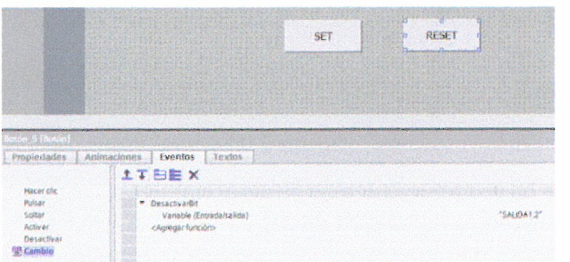 SET
RESET
Botón_5 [Botón]
Propiedades Animaciones Eventos Textos
Hacer clic
Pulsar
Soltar
Activar
Desactivar
Cambio
DesactivarBit
Variable (Entrada/salida) "SALIDA1.2"
<Agregar función>